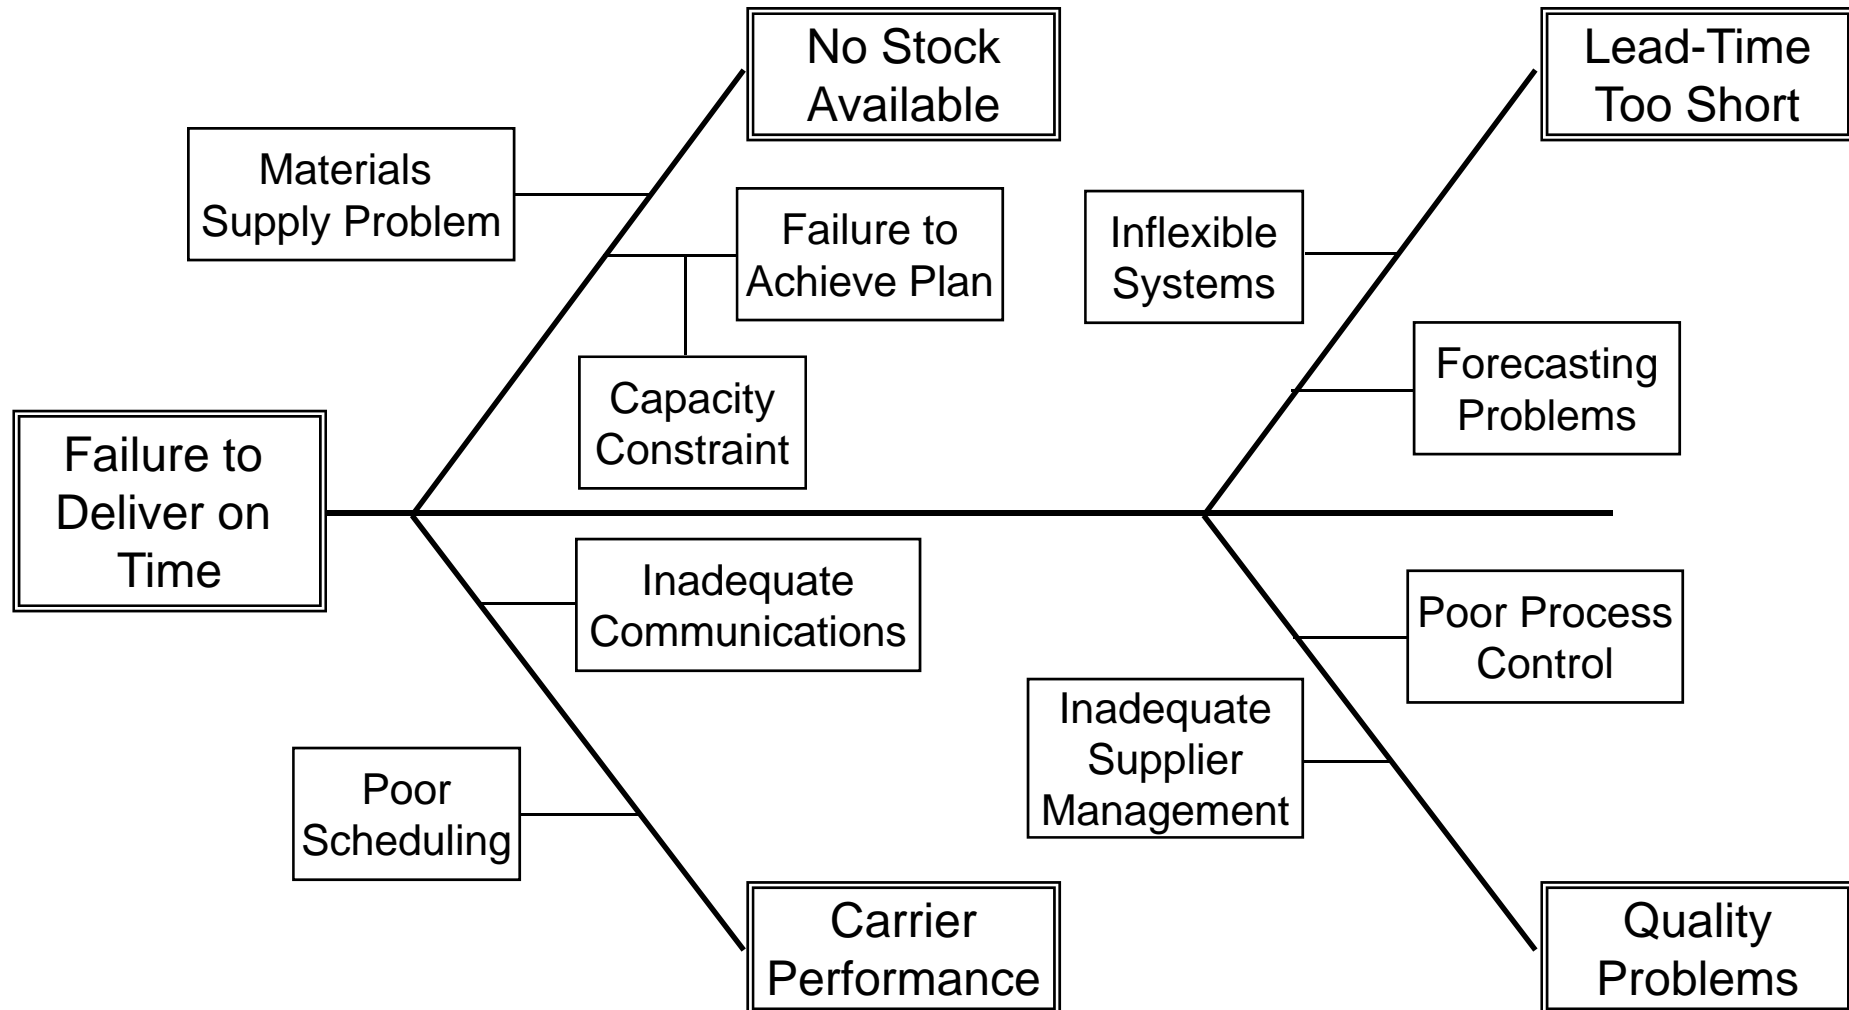 No Stock
Available
Lead-Time
Too Short
Materials
Supply Problem
Failure to
Achieve Plan
Inflexible
Systems
Capacity
Constraint
Forecasting
Problems
Failure to
Deliver on
Time
Inadequate
Communications
Poor Process
Control
Poor
Scheduling
Inadequate
Supplier
Management
Carrier
Performance
Quality
Problems